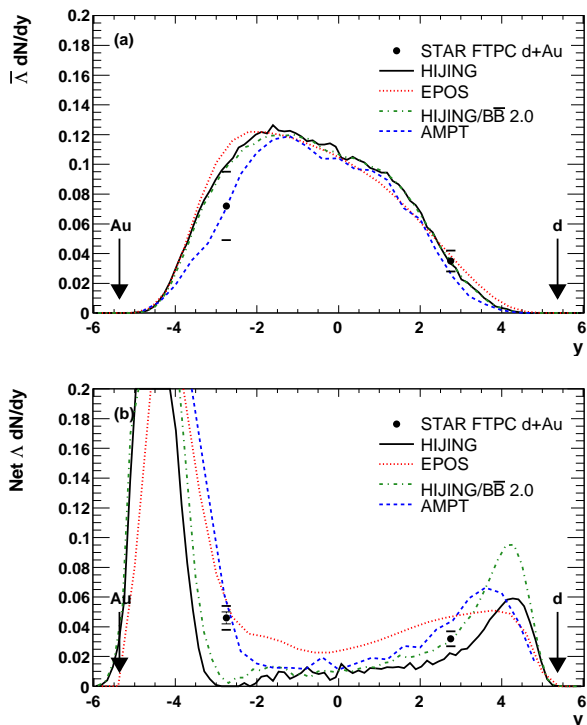 Λ̅ dN/dy
0.2
0.18
0.16
0.14
0.12
0.1
0.08
0.06
0.04
0.02
0
(a)
STAR FTPC d+Au
HIJING
EPOS
HIJING/BB̅ 2.0
AMPT
Au
d
-6 -4 -2 0 2 4 6
y
Net Λ dN/dy
0.2
0.18
0.16
0.14
0.12
0.1
0.08
0.06
0.04
0.02
0
(b)
STAR FTPC d+Au
HIJING
EPOS
HIJING/BB̅ 2.0
AMPT
Au
d
-6 -4 -2 0 2 4 6
y